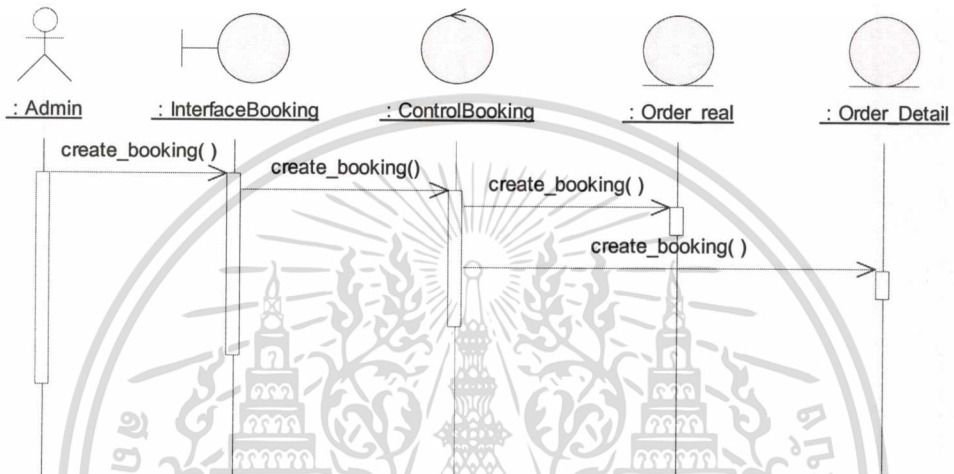 : Admin
: InterfaceBooking
: ControlBooking
: Order_real
: Order_Detail
create_booking( )
create_booking()
create_booking( )
create_booking( )